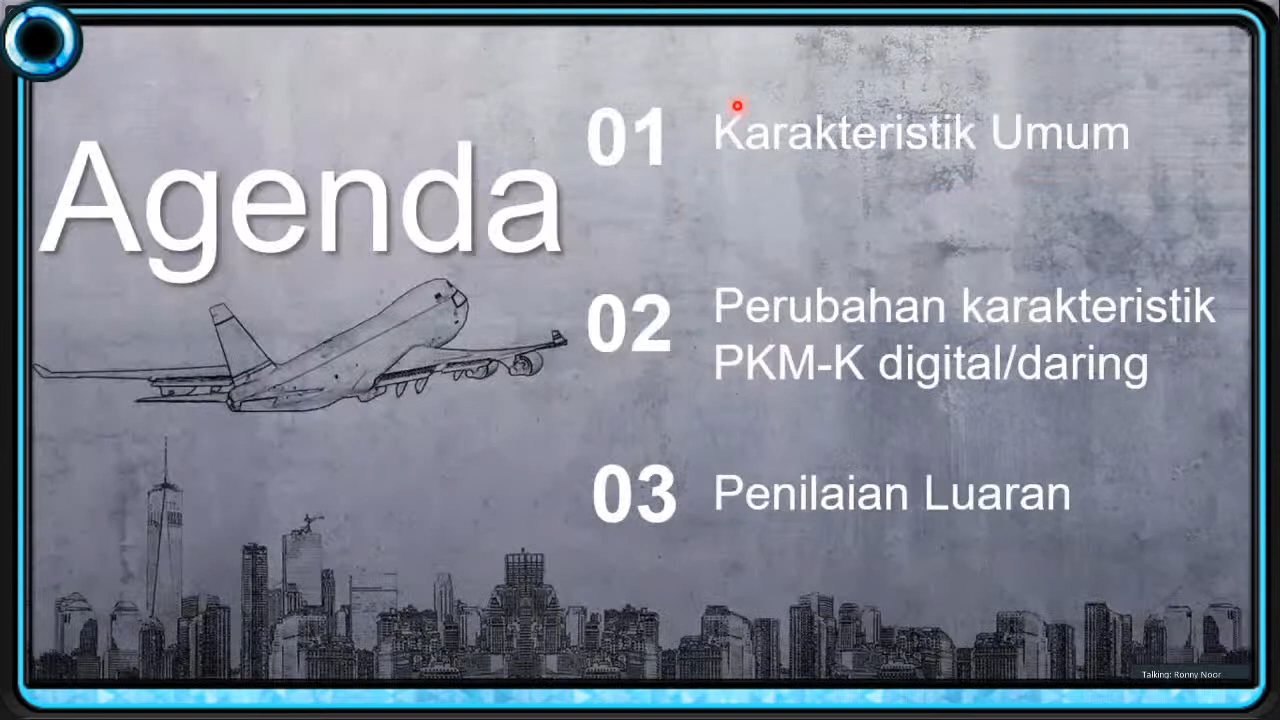 Agenda
01
Karakteristik Umum
02
Perubahan karakteristik
PKM-K digital/daring
03
Penilaian Luaran
Talking: Ronny Noor